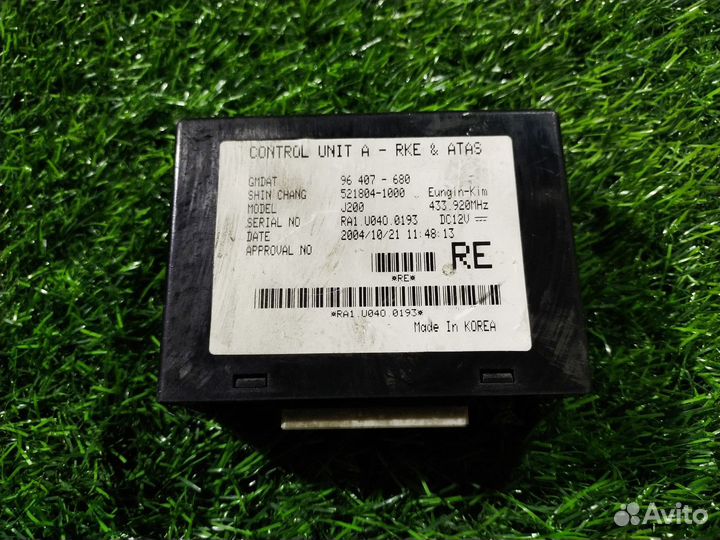 CONTROL UNIT A - RKE & ATAS
GMDAT 96 407 - 680
SHIN CHANG 521804-1000 Eungin-Kim
MODEL J200 433.920MHz
SERIAL NO RA1.U040.0193 DC12V
DATE 2004/10/21 11:48:13
APPROVAL NO
RE
*RE*
*RA1.U040.0193*
Made In KOREA
Avito